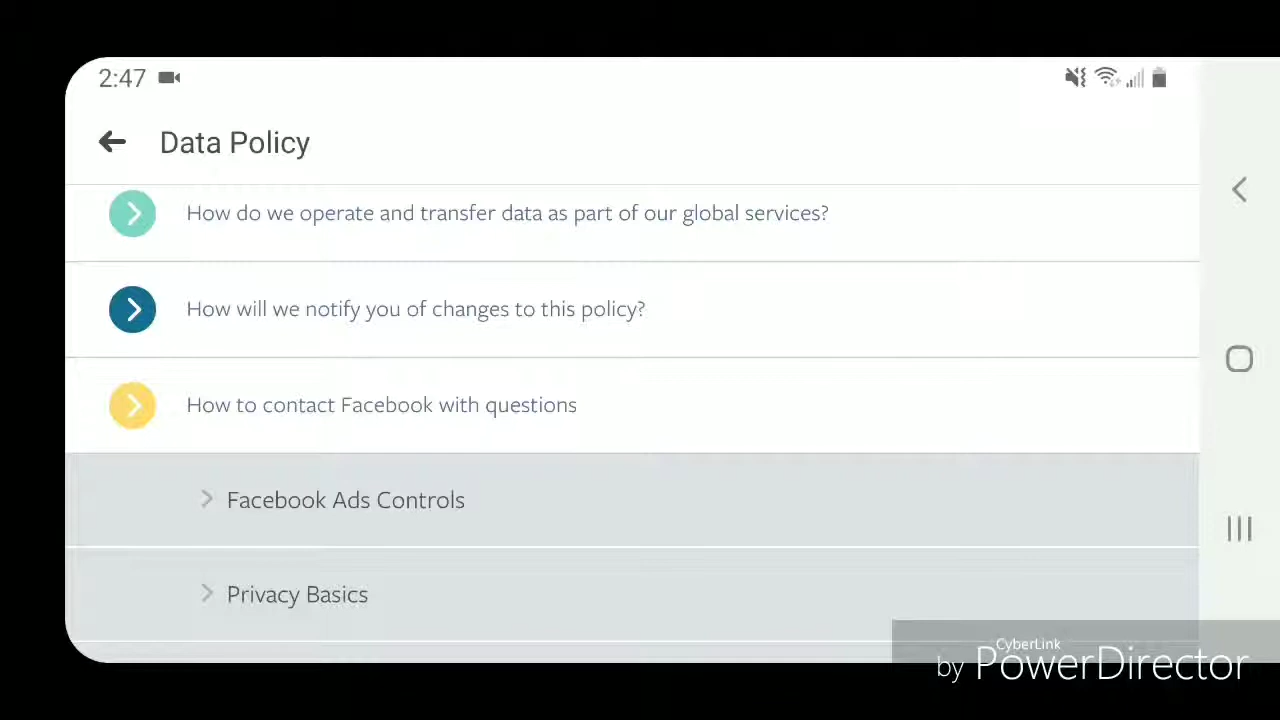 2:47
Data Policy
How do we operate and transfer data as part of our global services?
How will we notify you of changes to this policy?
How to contact Facebook with questions
Facebook Ads Controls
Privacy Basics
CyberLink
by PowerDirector